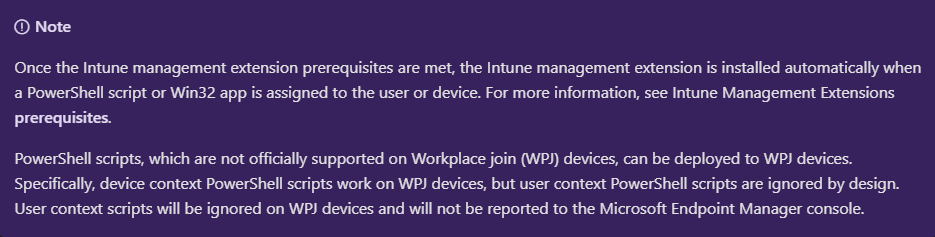 Note
Once the Intune management extension prerequisites are met, the Intune management extension is installed automatically when
a PowerShell script or Win32 app is assigned to the user or device. For more information, see Intune Management Extensions
prerequisites.
PowerShell scripts, which are not officially supported on Workplace join (WPJ) devices, can be deployed to WPJ devices.
Specifically, device context PowerShell scripts work on WPJ devices, but user context PowerShell scripts are ignored by design.
User context scripts will be ignored on WPJ devices and will not be reported to the Microsoft Endpoint Manager console.